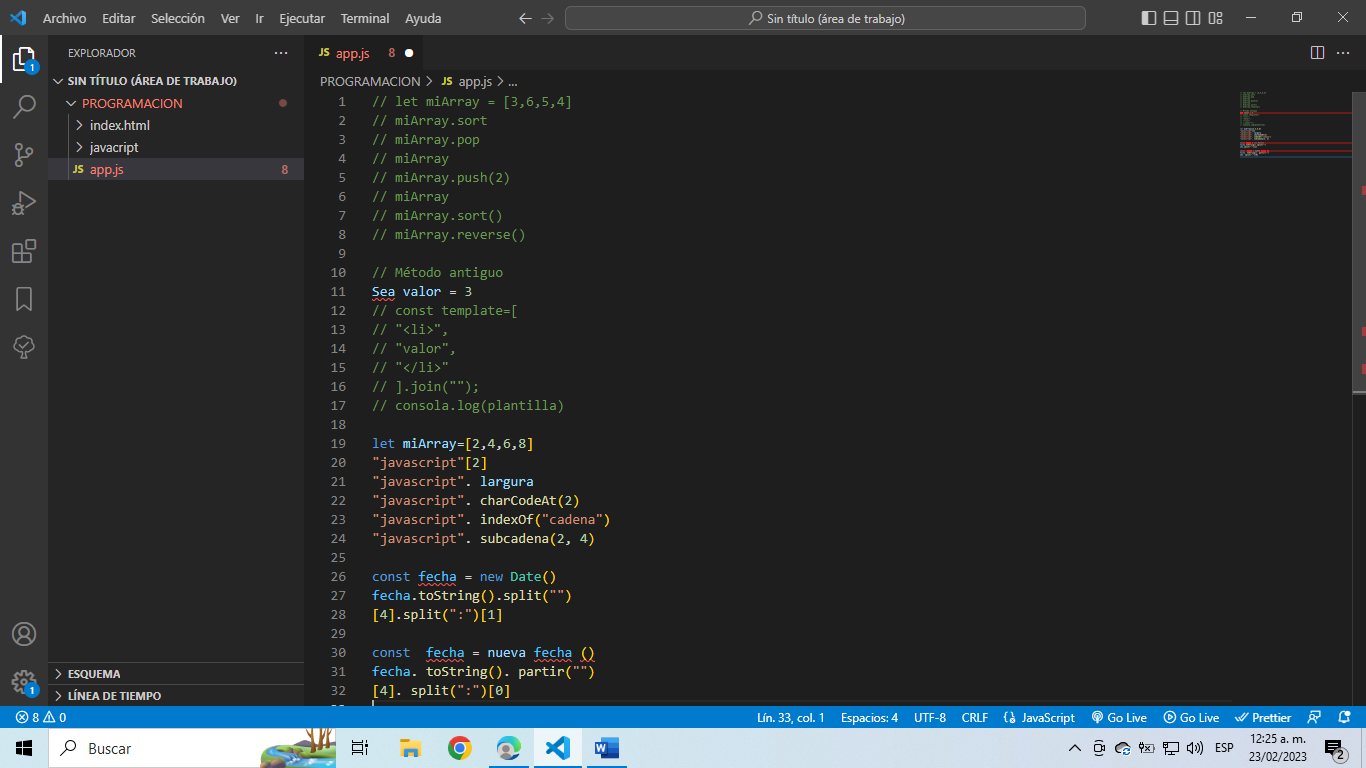 Archivo Editar Selección Ver Ir Ejecutar Terminal Ayuda
Sin título (área de trabajo)
EXPLORADOR
SIN TÍTULO (ÁREA DE TRABAJO)
PROGRAMACION
index.html
javacript
JS app.js 8
ESQUEMA
LÍNEA DE TIEMPO
JS app.js 8
PROGRAMACION > JS app.js > ...
1 // let miArray = [3,6,5,4]
2 // miArray.sort
3 // miArray.pop
4 // miArray
5 // miArray.push(2)
6 // miArray
7 // miArray.sort()
8 // miArray.reverse()
9
10 // Método antiguo
11 Sea valor = 3
12 // const template=[
13 // "<li>",
14 // "valor",
15 // "</li>"
16 // ].join("");
17 // consola.log(plantilla)
18
19 let miArray=[2,4,6,8]
20 "javascript"[2]
21 "javascript". largura
22 "javascript". charCodeAt(2)
23 "javascript". indexOf("cadena")
24 "javascript". subcadena(2, 4)
25
26 const fecha = new Date()
27 fecha.toString().split("")
28 [4].split(":")[1]
29
30 const  fecha = nueva fecha ()
31 fecha. toString(). partir("")
32 [4]. split(":")[0]
8 0 Lín. 33, col. 1 Espacios: 4 UTF-8 CRLF {} JavaScript Go Live Go Live Prettier
Buscar
ESP
12:25 a. m.
23/02/2023
2